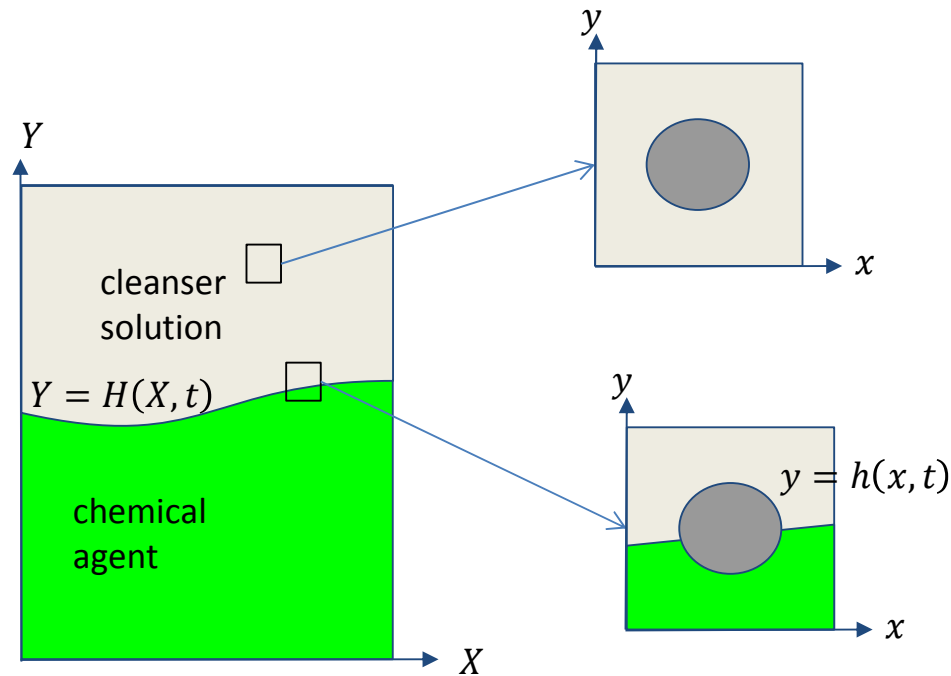 y
x
Y
cleanser
solution
Y = H(X, t)
y
y = h(x, t)
chemical
agent
x
X